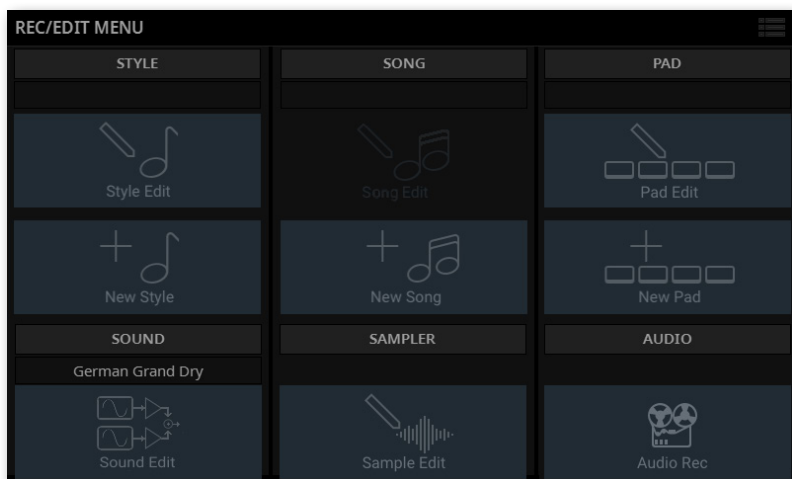 REC/EDIT MENU
STYLE
SONG
PAD
Style Edit
Song Edit
Pad Edit
New Style
New Song
New Pad
SOUND
SAMPLER
AUDIO
German Grand Dry
Sound Edit
Sample Edit
Audio Rec